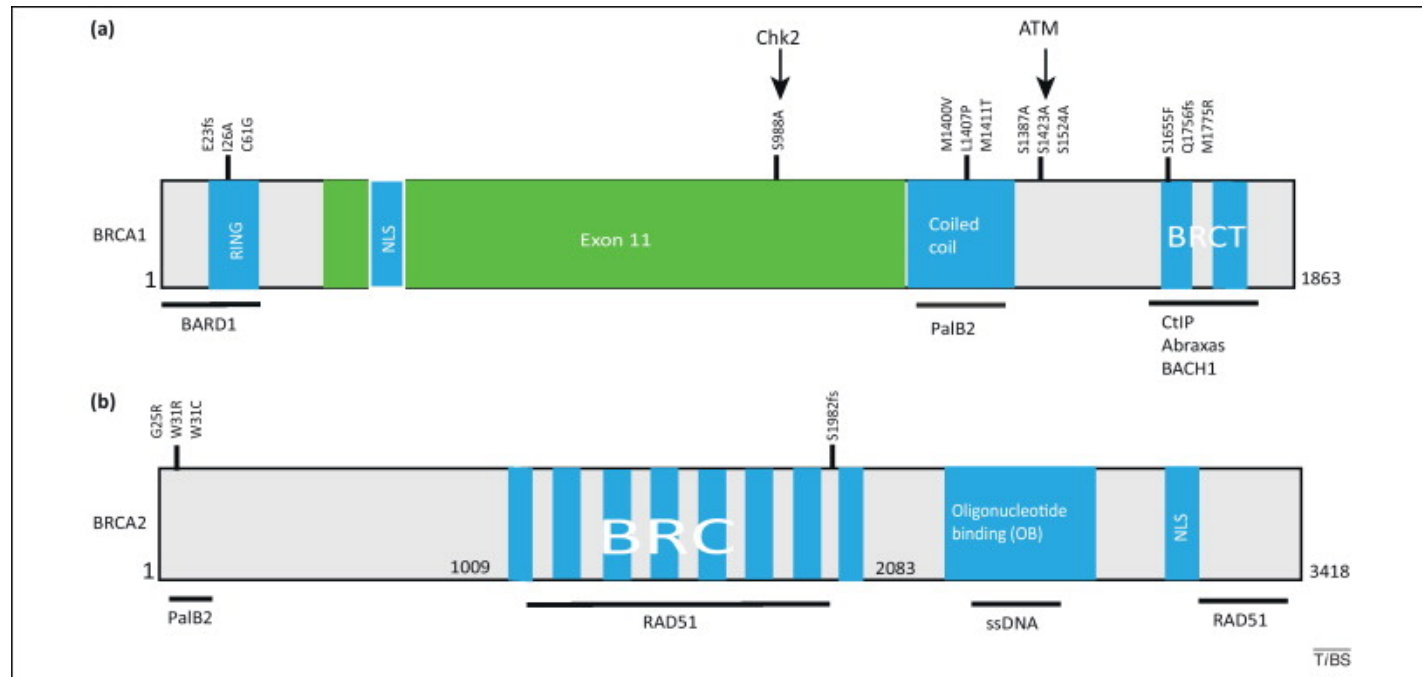 (a)
Chk2
ATM
E23fs
I26A
C61G
S988A
M1400V
L1407P
M1411T
S1387A
S1423A
S1524A
S1655F
Q1756fs
M1775R
BRCA1
RING
NLS
Exon 11
Coiled
coil
BRCT
1
1863
BARD1
PalB2
CtIP
Abraxas
BACH1
(b)
G25R
W31R
W31C
S1982fs
BRCA2
BRC
Oligonucleotide
binding (OB)
NLS
1
1009
2083
3418
PalB2
RAD51
ssDNA
RAD51
T/BS